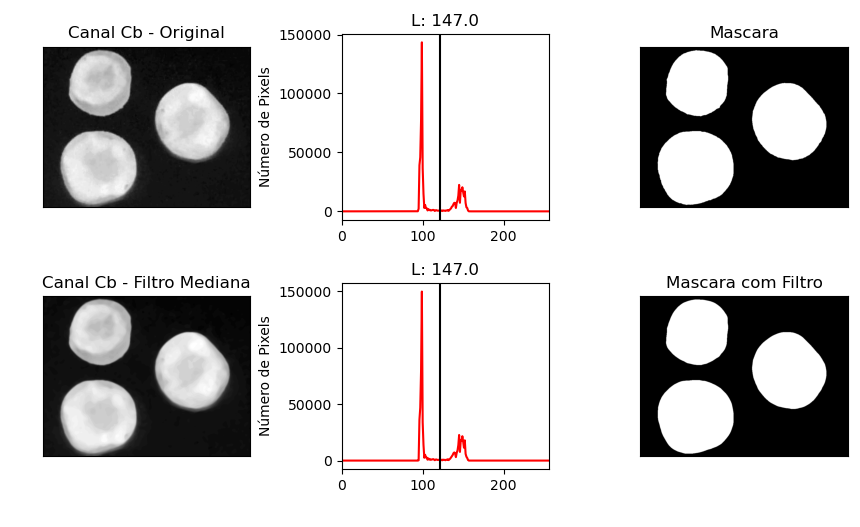 Canal Cb - Original
L: 147.0
Mascara
150000
100000
50000
0
Número de Pixels
0 100 200
Canal Cb - Filtro Mediana
L: 147.0
Mascara com Filtro
150000
100000
50000
0
Número de Pixels
0 100 200